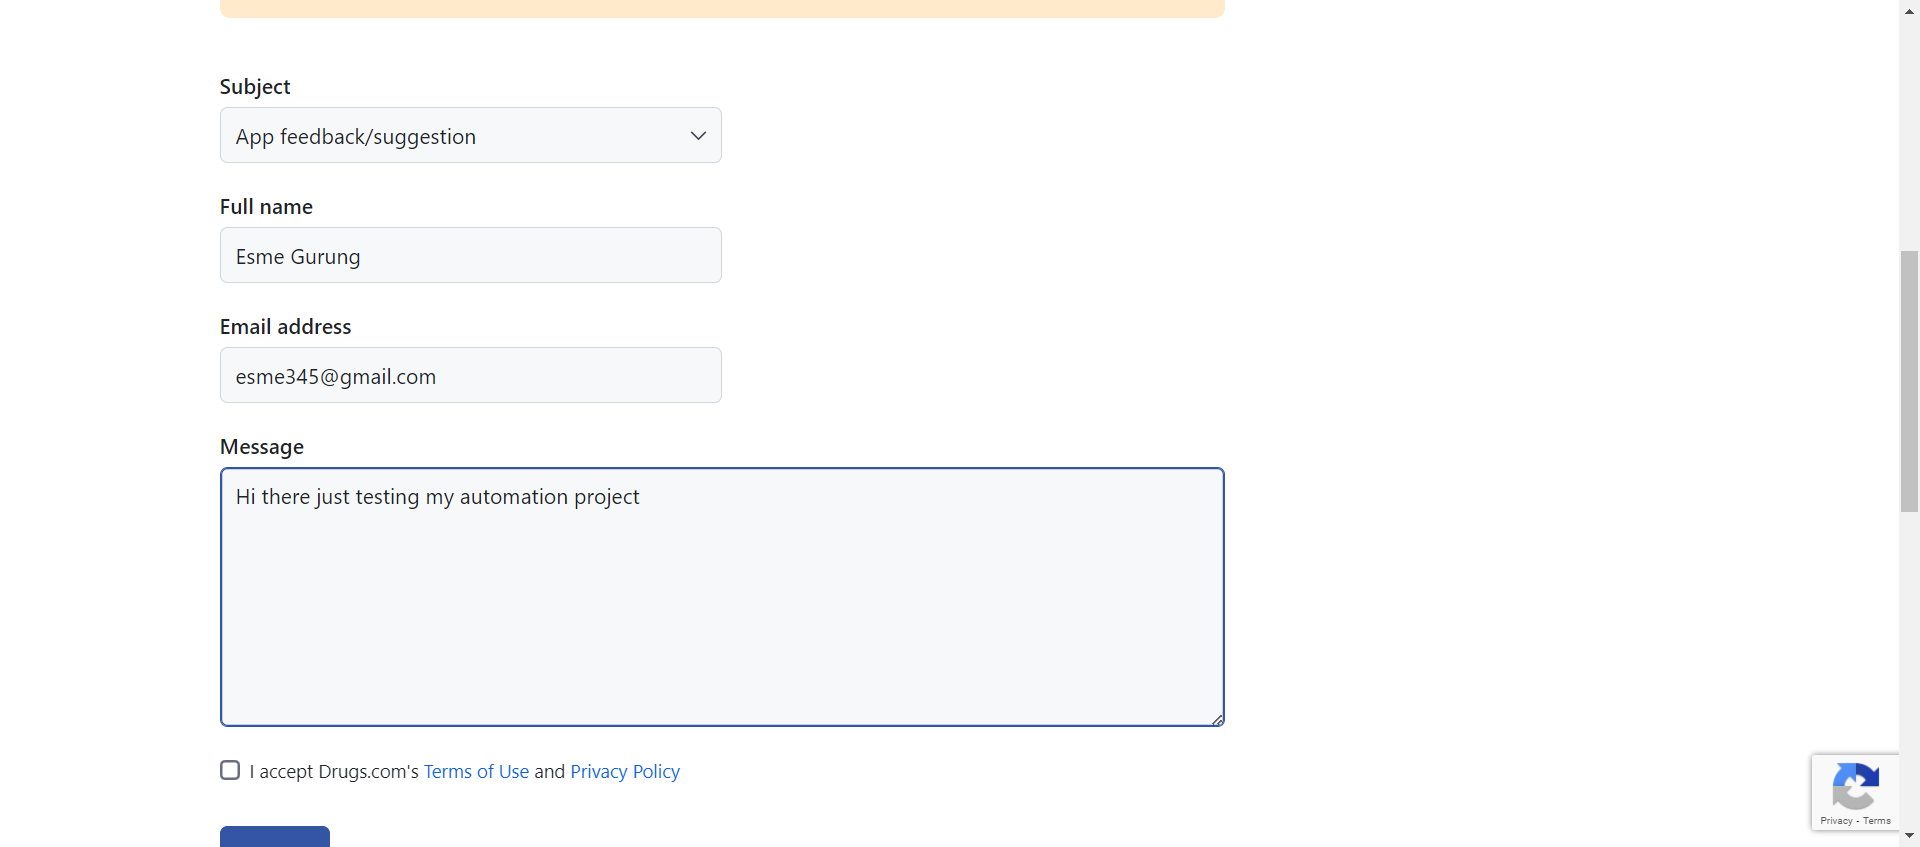 Subject
App feedback/suggestion
Full name
Esme Gurung
Email address
esme345@gmail.com
Message
Hi there just testing my automation project
I accept Drugs.com's Terms of Use and Privacy Policy
Privacy - Terms